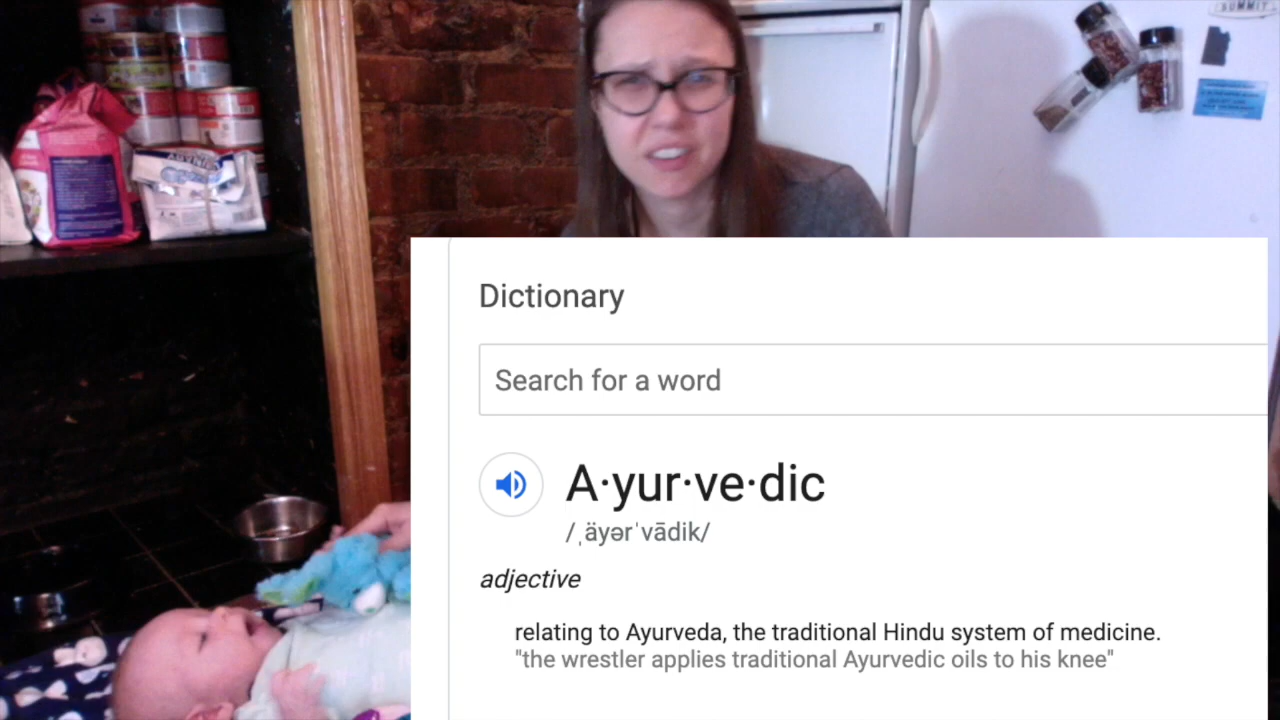 SUMMIT
Dictionary
Search for a word
A·yur·ve·dic
/ˌäyərˈvādik/
adjective
relating to Ayurveda, the traditional Hindu system of medicine.
"the wrestler applies traditional Ayurvedic oils to his knee"